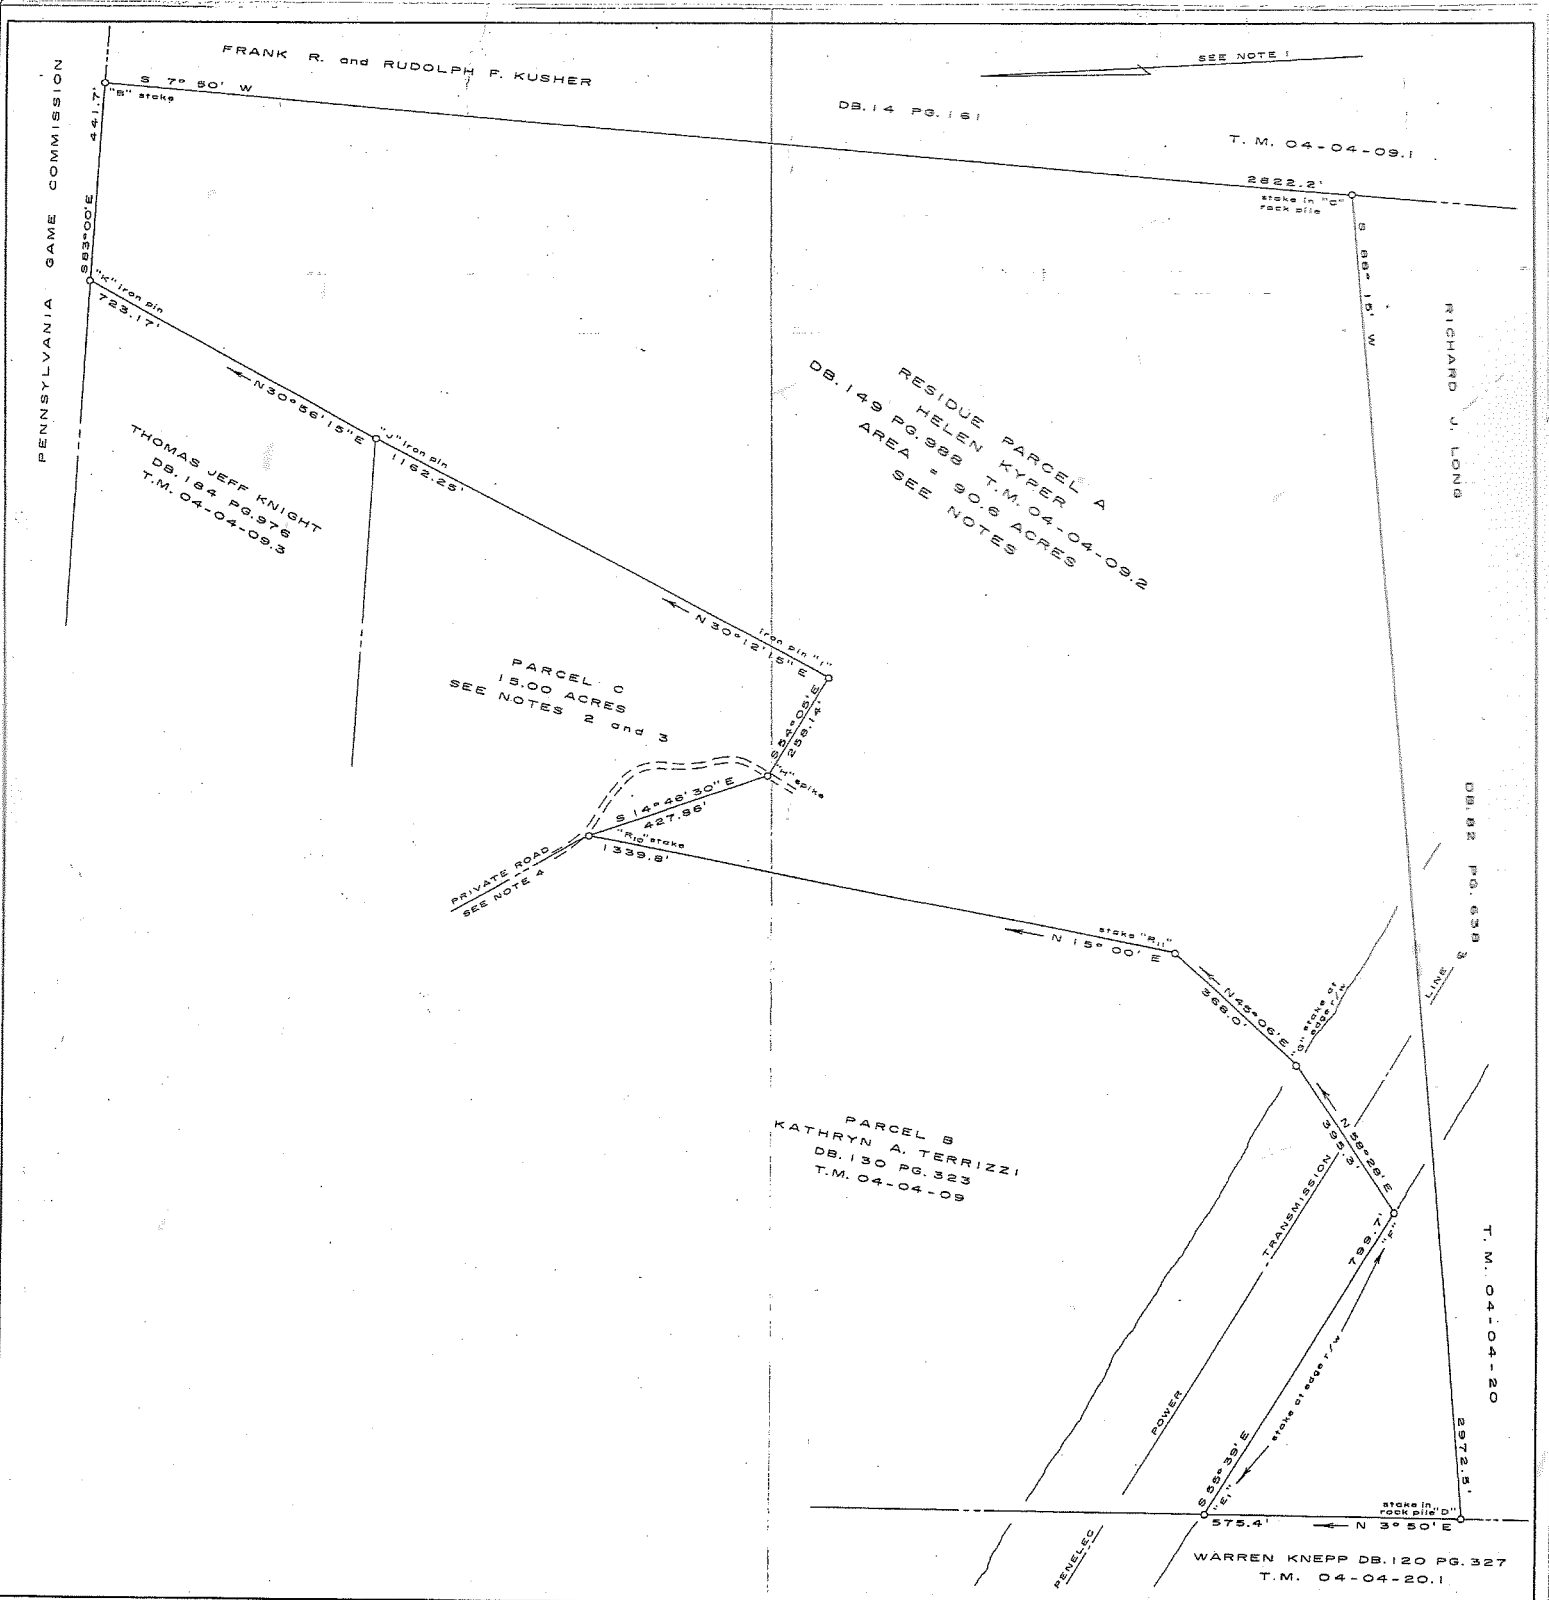 FRANK R. and RUDOLPH F. KUSHER
SEE NOTE 1
DB.14 PG.161
T. M. 04-04-09.1
PENNSYLVANIA GAME COMMISSION
S 7° 50' W
"B" stake
441.7'
S83°00'E
2822.2'
stake in "C"
rock pile
S 88° 15' W
"K" iron pin
723.17'
N30°56'15"E
"J" iron pin
1162.25'
THOMAS JEFF KNIGHT
DB.184 PG.976
T.M. 04-04-09.3
RESIDUE PARCEL A
HELEN KYPER
DB.149 PG.988 T.M. 04-04-09.2
AREA = 90.6 ACRES
SEE NOTES
RICHARD J. LONG
DB.82 PG.638
T. M. 04-04-20
N 30°12'15" E
iron pin "I"
PARCEL C
15.00 ACRES
SEE NOTES 2 and 3
S 54°05'E
258.14'
"H" spike
S 14°46'30" E
427.96'
"R10" stake
1339.8'
PRIVATE ROAD
SEE NOTE 4
stake "R11"
N 15° 00' E
N45°06'E
368.0'
"G" stake at
edge r/w
LINE
N 58°28'E
395.3'
PARCEL B
KATHRYN A. TERRIZZI
DB.130 PG.323
T.M. 04-04-09
TRANSMISSION
799.7'
"F"
stake at edge r/w
POWER
S 55° 39' E
"E1"
2972.5'
stake in
rock pile "D"
575.4'
N 3° 50' E
PENELEC
WARREN KNEPP DB.120 PG.327
T.M. 04-04-20.1